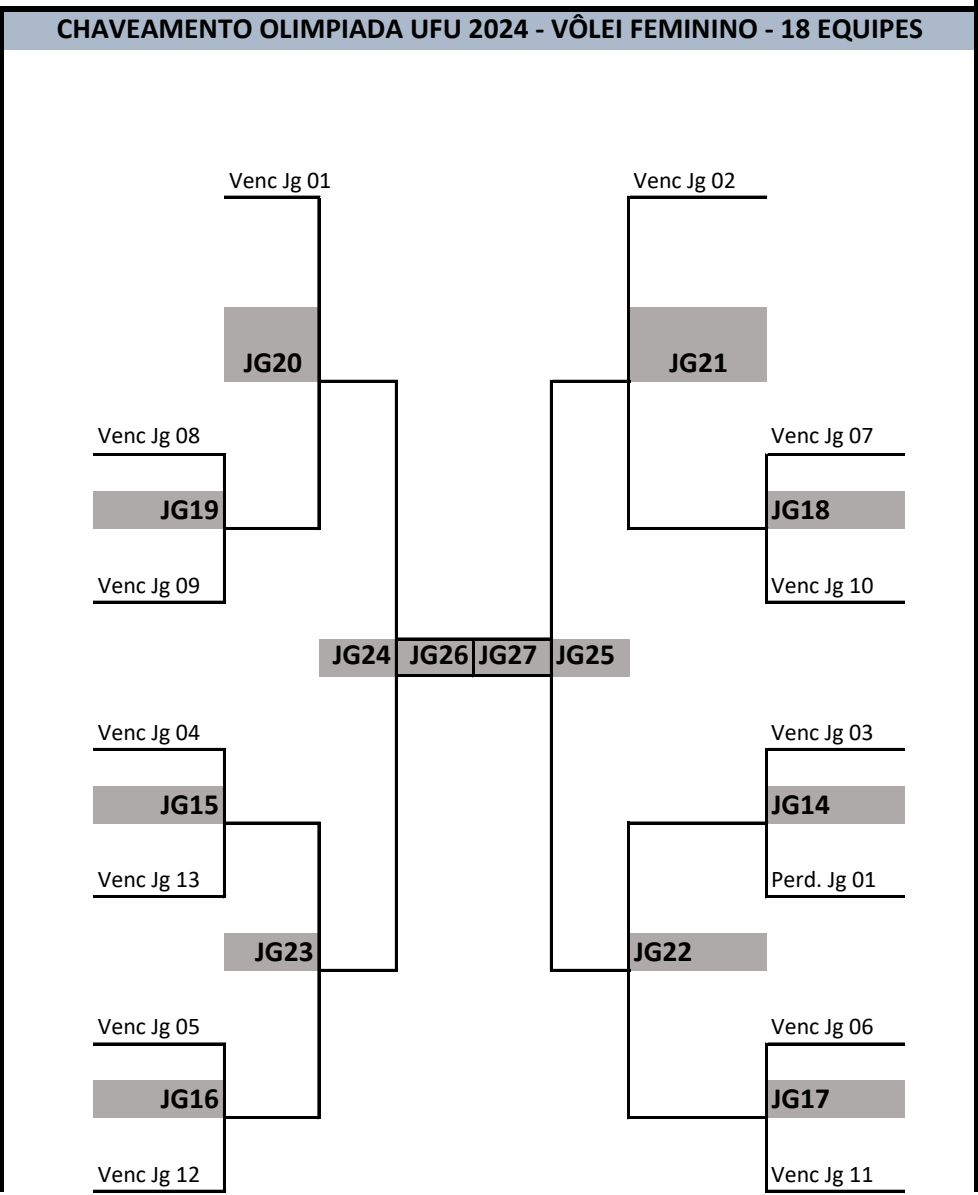 CHAVEAMENTO OLIMPIADA UFU 2024 - VÔLEI FEMININO - 18 EQUIPES
Venc Jg 01
Venc Jg 02
JG20
JG21
Venc Jg 08
Venc Jg 07
JG19
JG18
Venc Jg 09
Venc Jg 10
JG24 JG26 JG27 JG25
Venc Jg 04
Venc Jg 03
JG15
JG14
Venc Jg 13
Perd. Jg 01
JG23
JG22
Venc Jg 05
Venc Jg 06
JG16
JG17
Venc Jg 12
Venc Jg 11